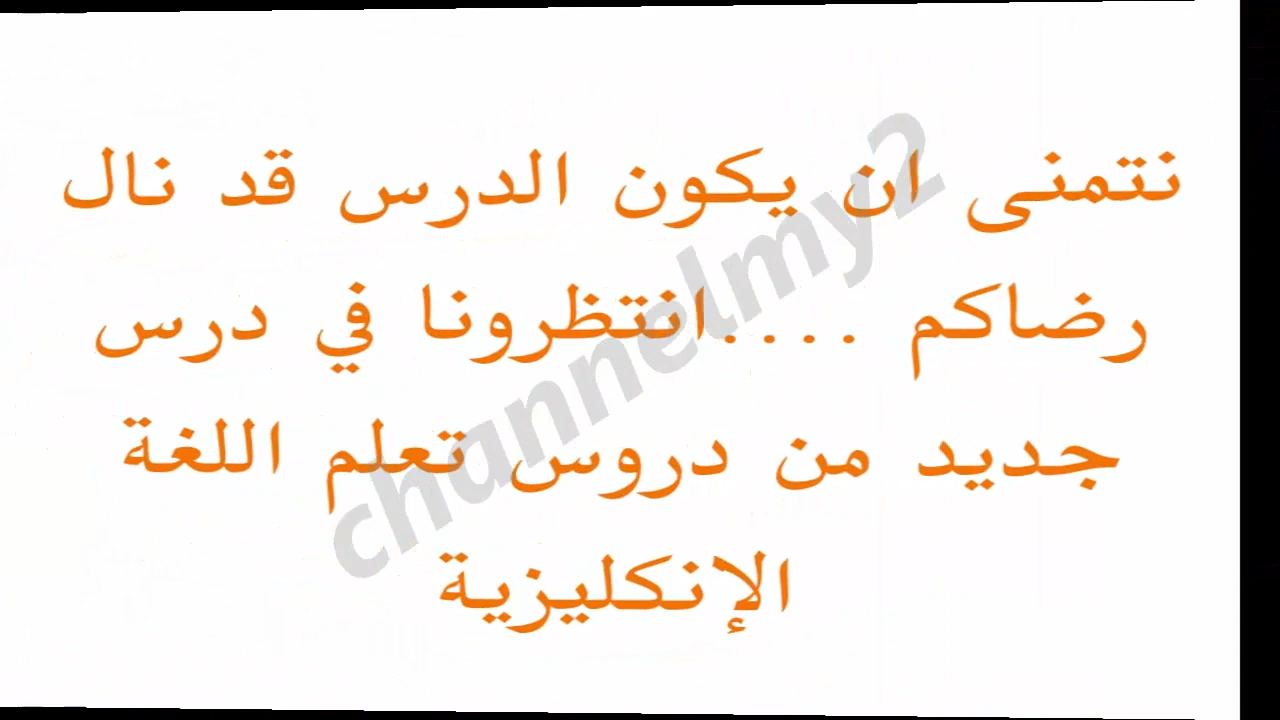 نتمنى ان يكون الدرس قد نال
رضاكم ....انتظرونا في درس
جديد من دروس تعلم اللغة
الإنكليزية
channelmy2